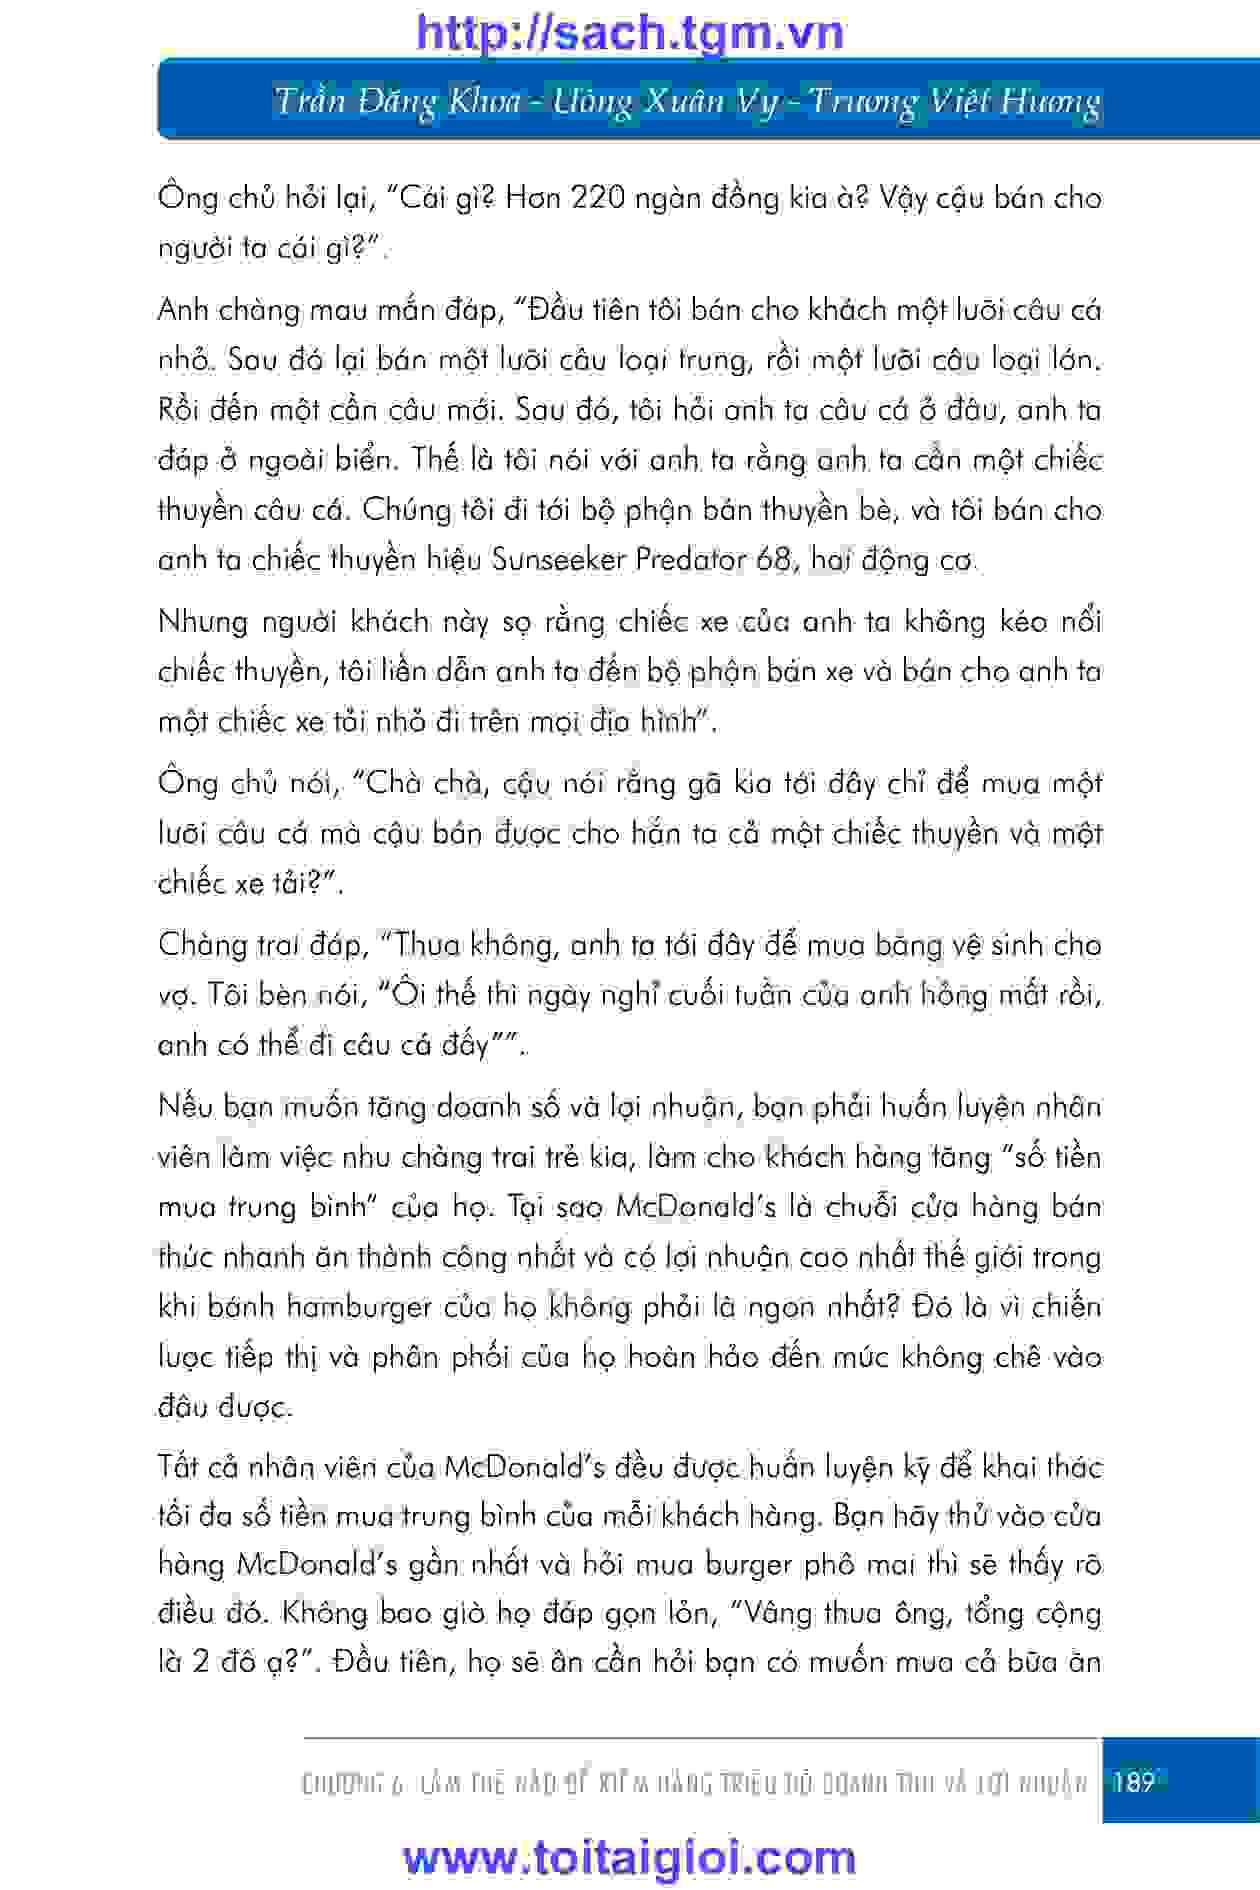 http://sach.tgm.vn
Trần Đăng Khoa - Uông Xuân Vy - Trương Việt Hương
Ông chủ hỏi lại, “Cái gì? Hơn 220 ngàn đồng kia à? Vậy cậu bán cho
người ta cái gì?”.
Anh chàng mau mắn đáp, “Đầu tiên tôi bán cho khách một lưỡi câu cá
nhỏ. Sau đó lại bán một lưỡi câu loại trung, rồi một lưỡi câu loại lớn.
Rồi đến một cần câu mới. Sau đó, tôi hỏi anh ta câu cá ở đâu, anh ta
đáp ở ngoài biển. Thế là tôi nói với anh ta rằng anh ta cần một chiếc
thuyền câu cá. Chúng tôi đi tới bộ phận bán thuyền bè, và tôi bán cho
anh ta chiếc thuyền hiệu Sunseeker Predator 68, hai động cơ.
Nhưng người khách này sợ rằng chiếc xe của anh ta không kéo nổi
chiếc thuyền, tôi liền dẫn anh ta đến bộ phận bán xe và bán cho anh ta
một chiếc xe tải nhỏ đi trên mọi địa hình”.
Ông chủ nói, “Chà chà, cậu nói rằng gã kia tới đây chỉ để mua một
lưỡi câu cá mà cậu bán được cho hắn ta cả một chiếc thuyền và một
chiếc xe tải?”.
Chàng trai đáp, “Thưa không, anh ta tới đây để mua băng vệ sinh cho
vợ. Tôi bèn nói, “Ôi thế thì ngày nghỉ cuối tuần của anh hỏng mất rồi,
anh có thể đi câu cá đấy””.
Nếu bạn muốn tăng doanh số và lợi nhuận, bạn phải huấn luyện nhân
viên làm việc như chàng trai trẻ kia, làm cho khách hàng tăng “số tiền
mua trung bình” của họ. Tại sao McDonald’s là chuỗi cửa hàng bán
thức nhanh ăn thành công nhất và có lợi nhuận cao nhất thế giới trong
khi bánh hamburger của họ không phải là ngon nhất? Đó là vì chiến
lược tiếp thị và phân phối của họ hoàn hảo đến mức không chê vào
đâu được.
Tất cả nhân viên của McDonald’s đều được huấn luyện kỹ để khai thác
tối đa số tiền mua trung bình của mỗi khách hàng. Bạn hãy thử vào cửa
hàng McDonald’s gần nhất và hỏi mua burger phô mai thì sẽ thấy rõ
điều đó. Không bao giờ họ đáp gọn lỏn, “Vâng thưa ông, tổng cộng
là 2 đô ạ?”. Đầu tiên, họ sẽ ân cần hỏi bạn có muốn mua cả bữa ăn
CHƯƠNG 6: LÀM THẾ NÀO ĐỂ KIẾM HÀNG TRIỆU ĐÔ DOANH THU VÀ LỢI NHUẬN 189
www.toitaigioi.com